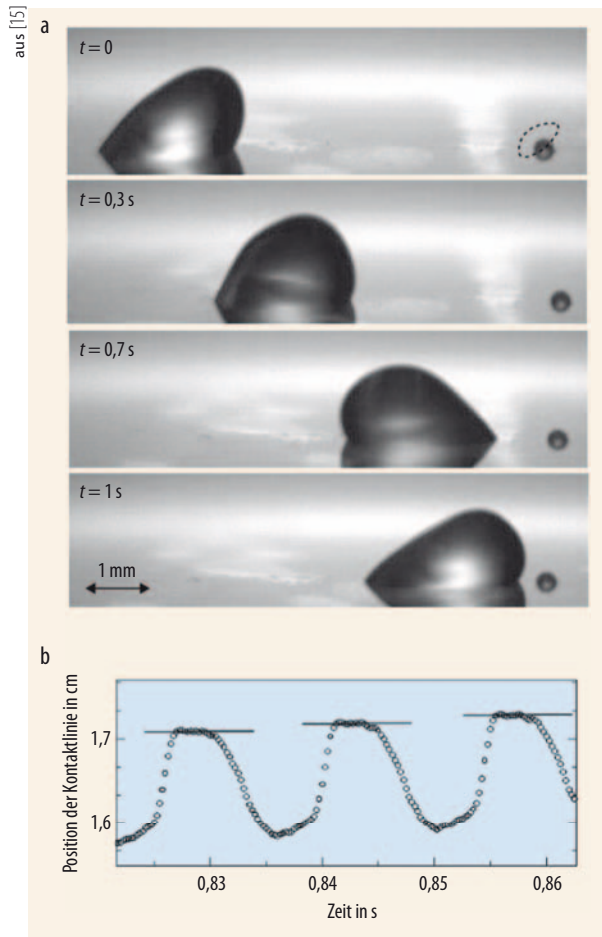 aus [15]
a
t = 0
t = 0,3 s
t = 0,7 s
t = 1 s
1 mm
b
Position der Kontaktlinie in cm
1,7
1,6
0,83 0,84 0,85 0,86
Zeit in s